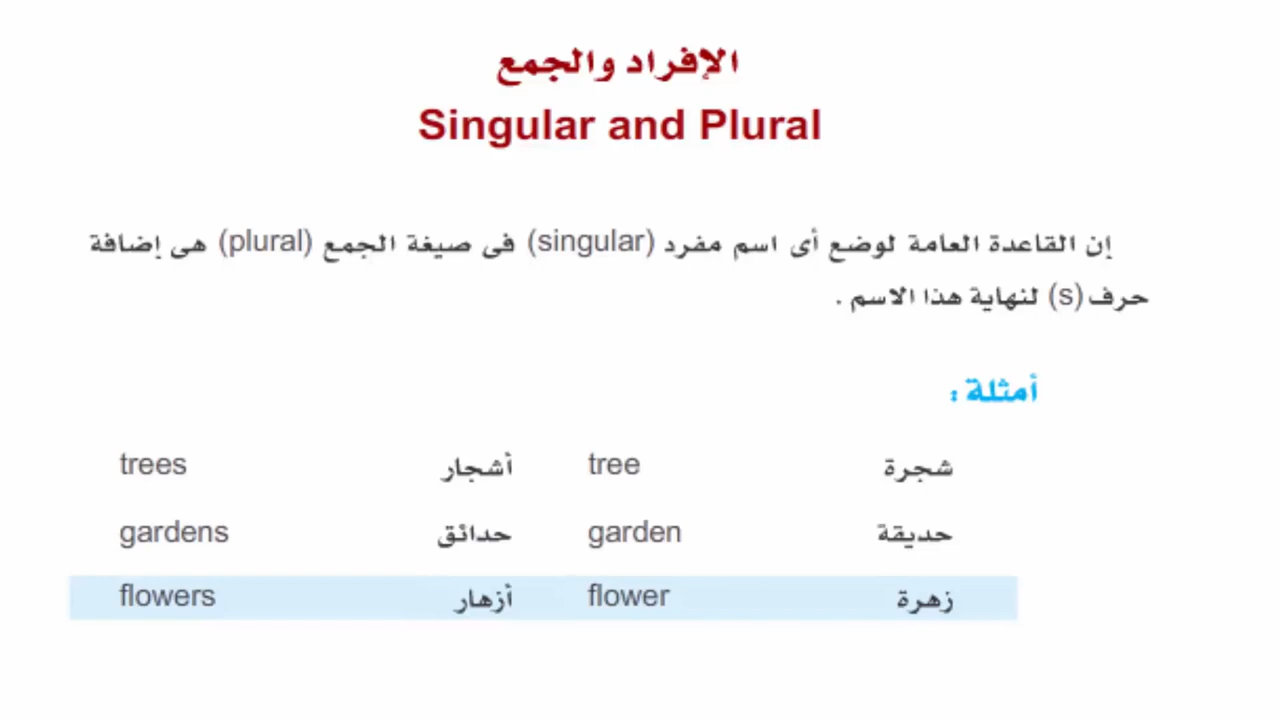 الإفراد والجمع
Singular and Plural
إن القاعدة العامة لوضع أى اسم مفرد (singular) فى صيغة الجمع (plural) هى إضافة
حرف (s) لنهاية هذا الاسم .
أمثلة :
شجرة tree أشجار trees
حديقة garden حدائق gardens
زهرة flower أزهار flowers